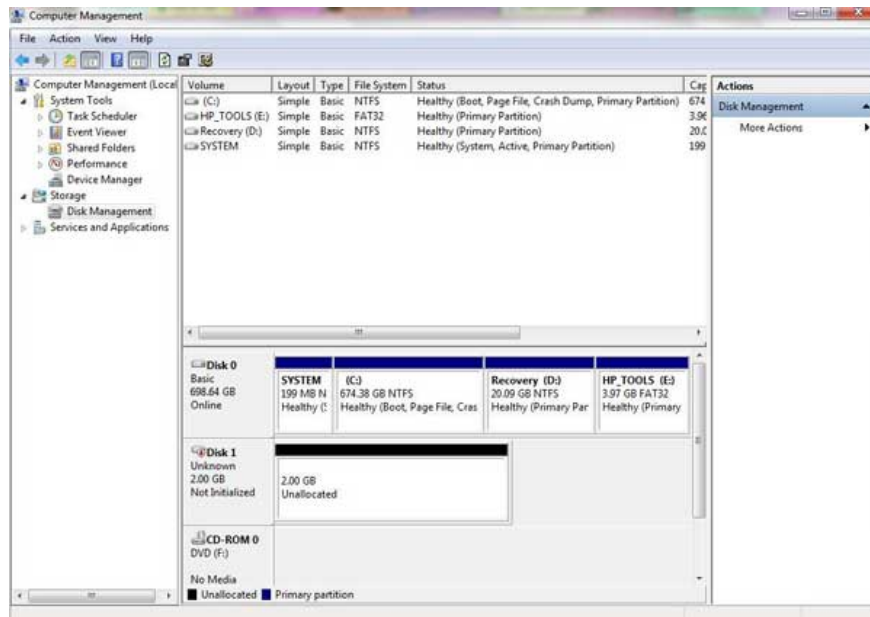 Computer Management
File Action View Help
Computer Management (Local
System Tools
Task Scheduler
Event Viewer
Shared Folders
Performance
Device Manager
Storage
Disk Management
Services and Applications
Volume Layout Type File System Status Cap
(C:) Simple Basic NTFS Healthy (Boot, Page File, Crash Dump, Primary Partition) 674
HP_TOOLS (E:) Simple Basic FAT32 Healthy (Primary Partition) 3.96
Recovery (D:) Simple Basic NTFS Healthy (Primary Partition) 20.0
SYSTEM Simple Basic NTFS Healthy (System, Active, Primary Partition) 199
Disk 0
Basic
698.64 GB
Online
SYSTEM
199 MB N
Healthy (S
(C:)
674.38 GB NTFS
Healthy (Boot, Page File, Cras
Recovery (D:)
20.09 GB NTFS
Healthy (Primary Par
HP_TOOLS (E:)
3.97 GB FAT32
Healthy (Primary
Disk 1
Unknown
2.00 GB
Not Initialized
2.00 GB
Unallocated
CD-ROM 0
DVD (F:)
No Media
Unallocated Primary partition
Actions
Disk Management
More Actions